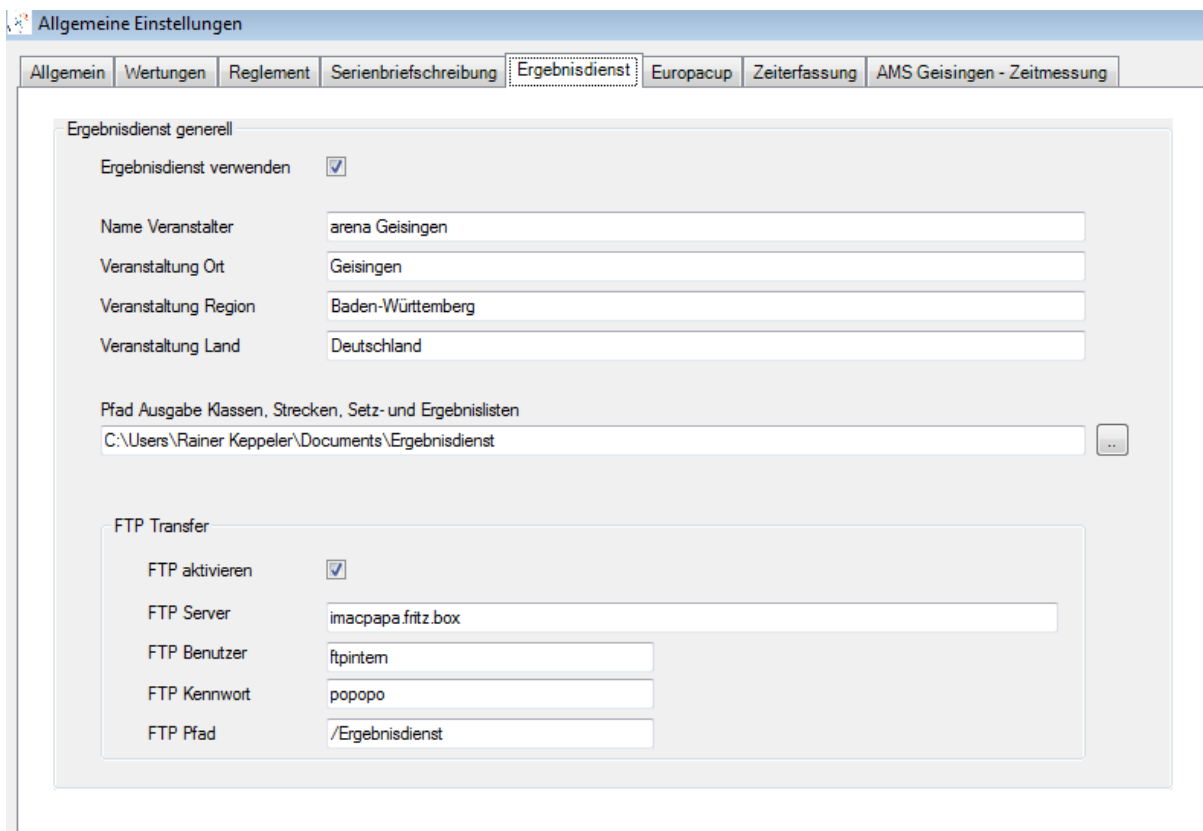 Allgemeine Einstellungen
Allgemein Wertungen Reglement Serienbriefschreibung Ergebnisdienst Europacup Zeiterfassung AMS Geisingen - Zeitmessung
Ergebnisdienst generell
Ergebnisdienst verwenden
Name Veranstalter arena Geisingen
Veranstaltung Ort Geisingen
Veranstaltung Region Baden-Württemberg
Veranstaltung Land Deutschland
Pfad Ausgabe Klassen, Strecken, Setz- und Ergebnislisten
C:\Users\Rainer Keppeler\Documents\Ergebnisdienst ..
FTP Transfer
FTP aktivieren
FTP Server imacpapa.fritz.box
FTP Benutzer ftpintern
FTP Kennwort popopo
FTP Pfad /Ergebnisdienst